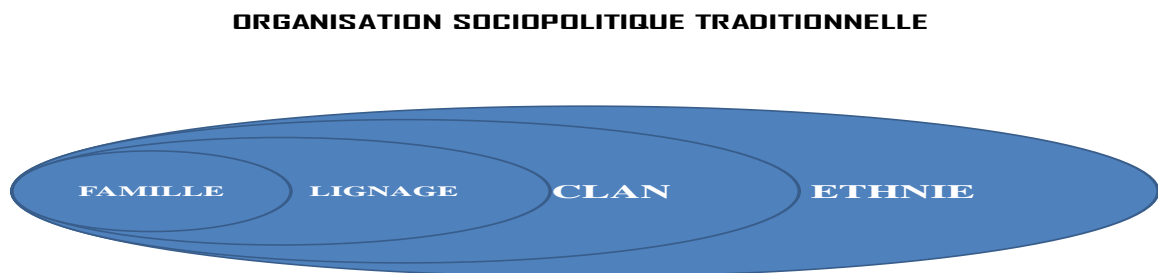 ORGANISATION SOCIOPOLITIQUE TRADITIONNELLE
FAMILLE LIGNAGE CLAN ETHNIE